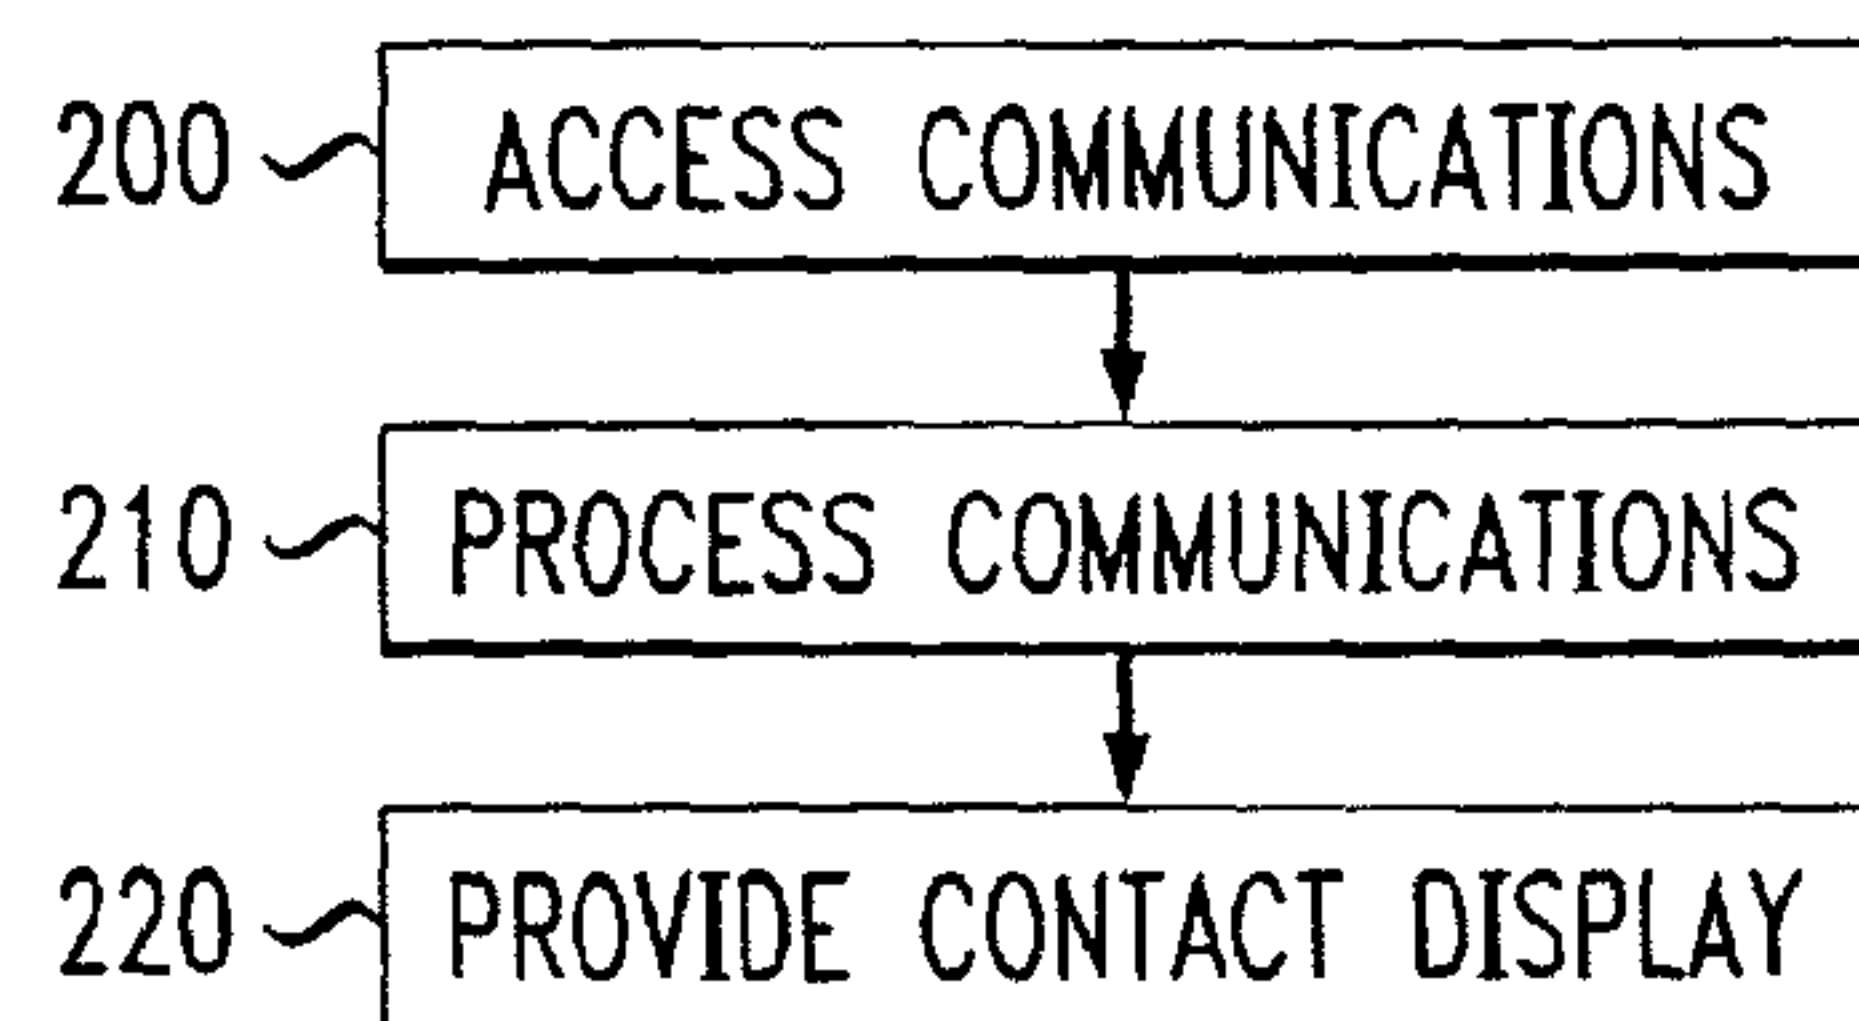 200 ACCESS COMMUNICATIONS
210 PROCESS COMMUNICATIONS
220 PROVIDE CONTACT DISPLAY